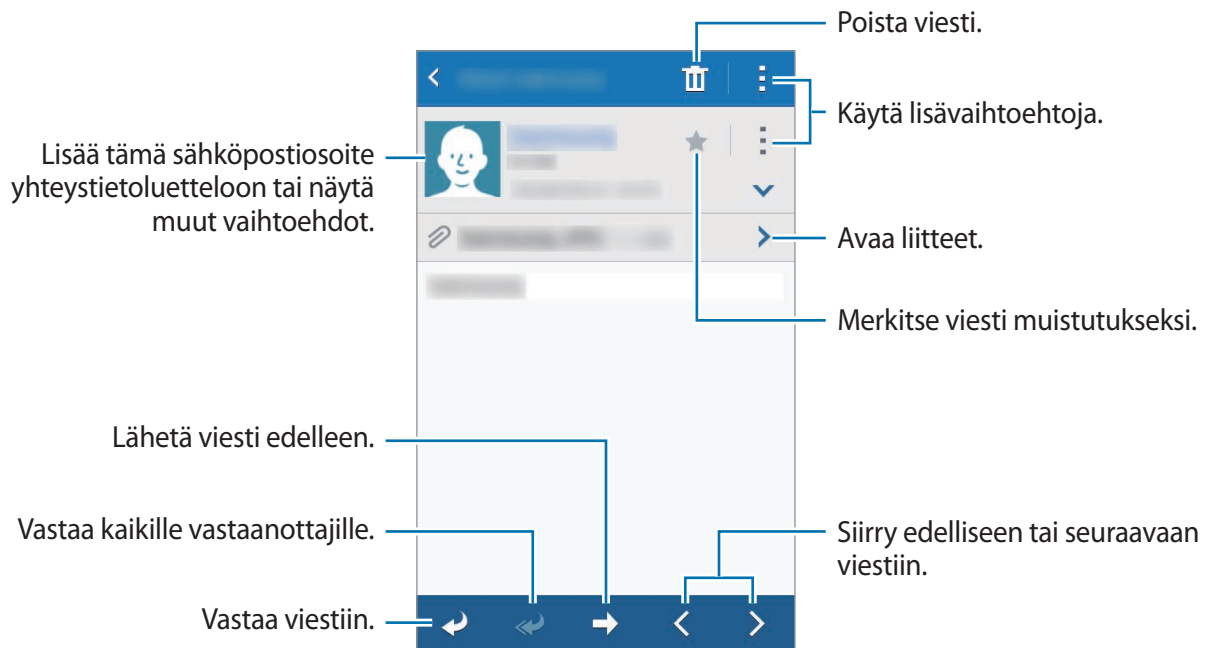 Poista viesti.
Käytä lisävaihtoehtoja.
Lisää tämä sähköpostiosoite
yhteystietoluetteloon tai näytä
muut vaihtoehdot.
Avaa liitteet.
Merkitse viesti muistutukseksi.
Lähetä viesti edelleen.
Vastaa kaikille vastaanottajille.
Siirry edelliseen tai seuraavaan
viestiin.
Vastaa viestiin.